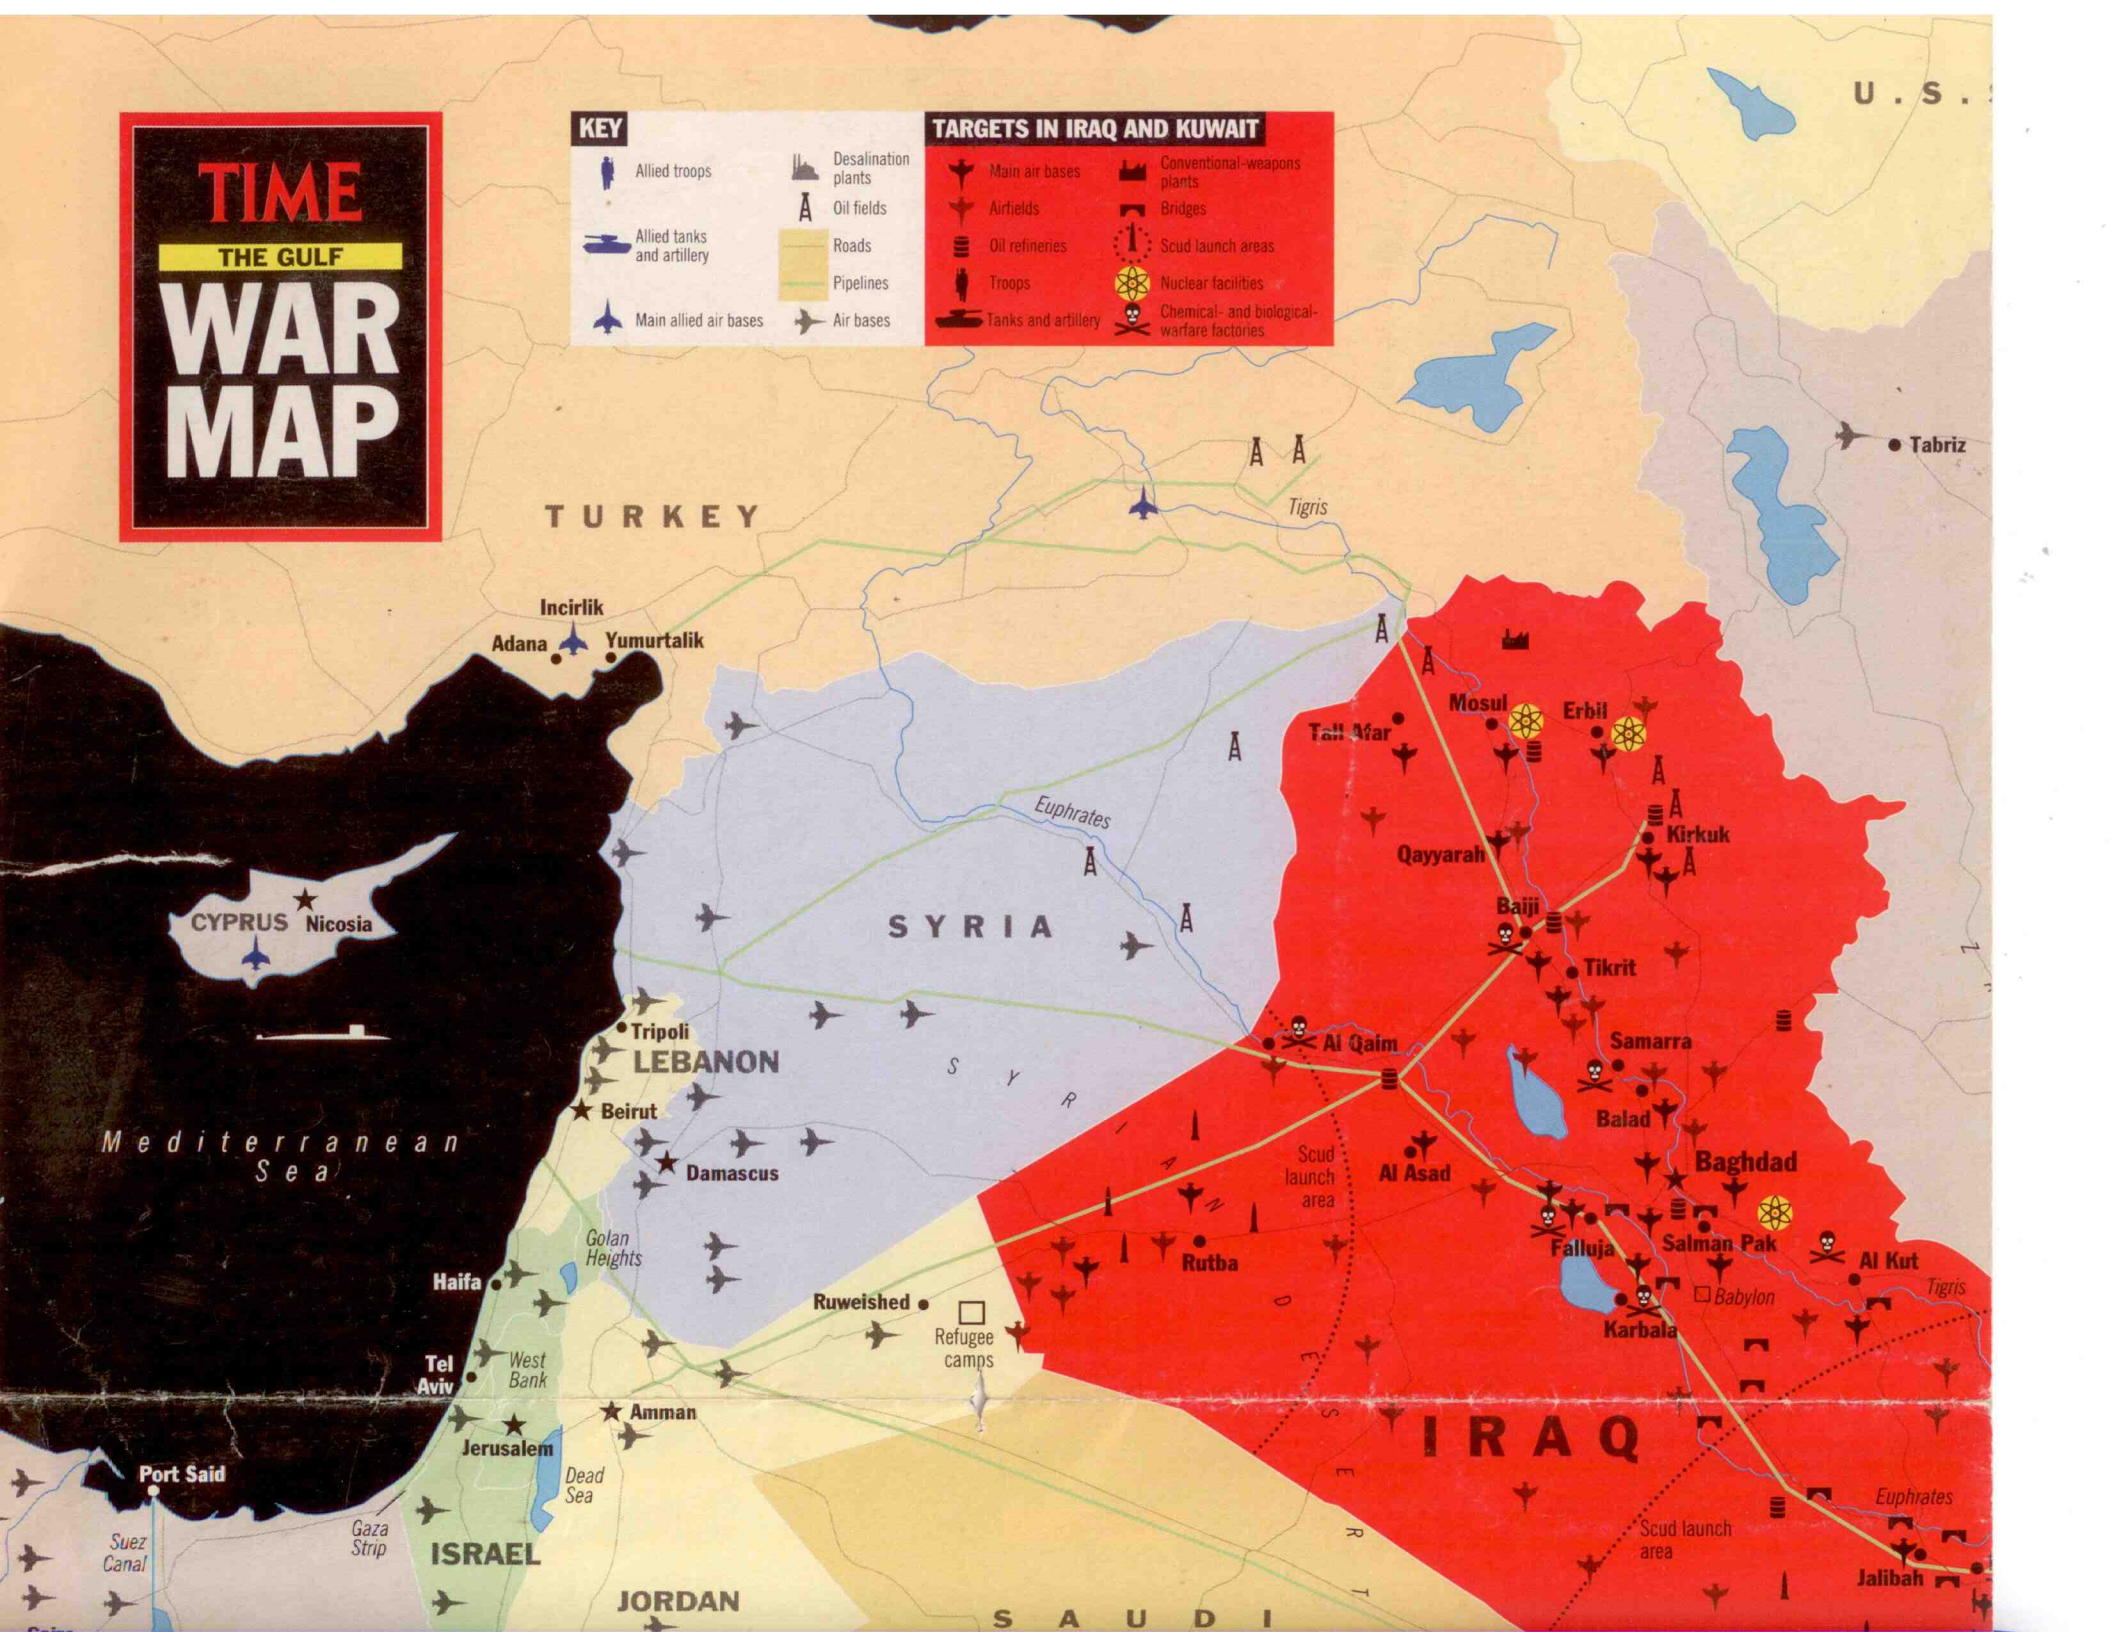 TIME
THE GULF
WAR
MAP
KEY
Allied troops
Allied tanks
and artillery
Main allied air bases
Desalination
plants
Oil fields
Roads
Pipelines
Air bases
TARGETS IN IRAQ AND KUWAIT
Main air bases
Airfields
Oil refineries
Troops
Tanks and artillery
Conventional-weapons
plants
Bridges
Scud launch areas
Nuclear facilities
Chemical- and biological-
warfare factories
U.S.
Tabriz
TURKEY
Tigris
Incirlik
Adana
Yumurtalik
Mosul
Erbil
Tall Afar
Euphrates
Kirkuk
Qayyarah
CYPRUS
Nicosia
SYRIA
Baiji
Tikrit
Tripoli
LEBANON
Al Qaim
Samarra
Beirut
Balad
Mediterranean
Sea
Damascus
SYRIAN DESERT
Scud
launch
area
Al Asad
Baghdad
Golan
Heights
Rutba
Falluja
Salman Pak
Al Kut
Haifa
Ruweished
Refugee
camps
Babylon
Tigris
Karbala
Tel
Aviv
West
Bank
Amman
Jerusalem
IRAQ
Port Said
Dead
Sea
Euphrates
Suez
Canal
Gaza
Strip
ISRAEL
Scud launch
area
Jalibah
JORDAN
SAUDI